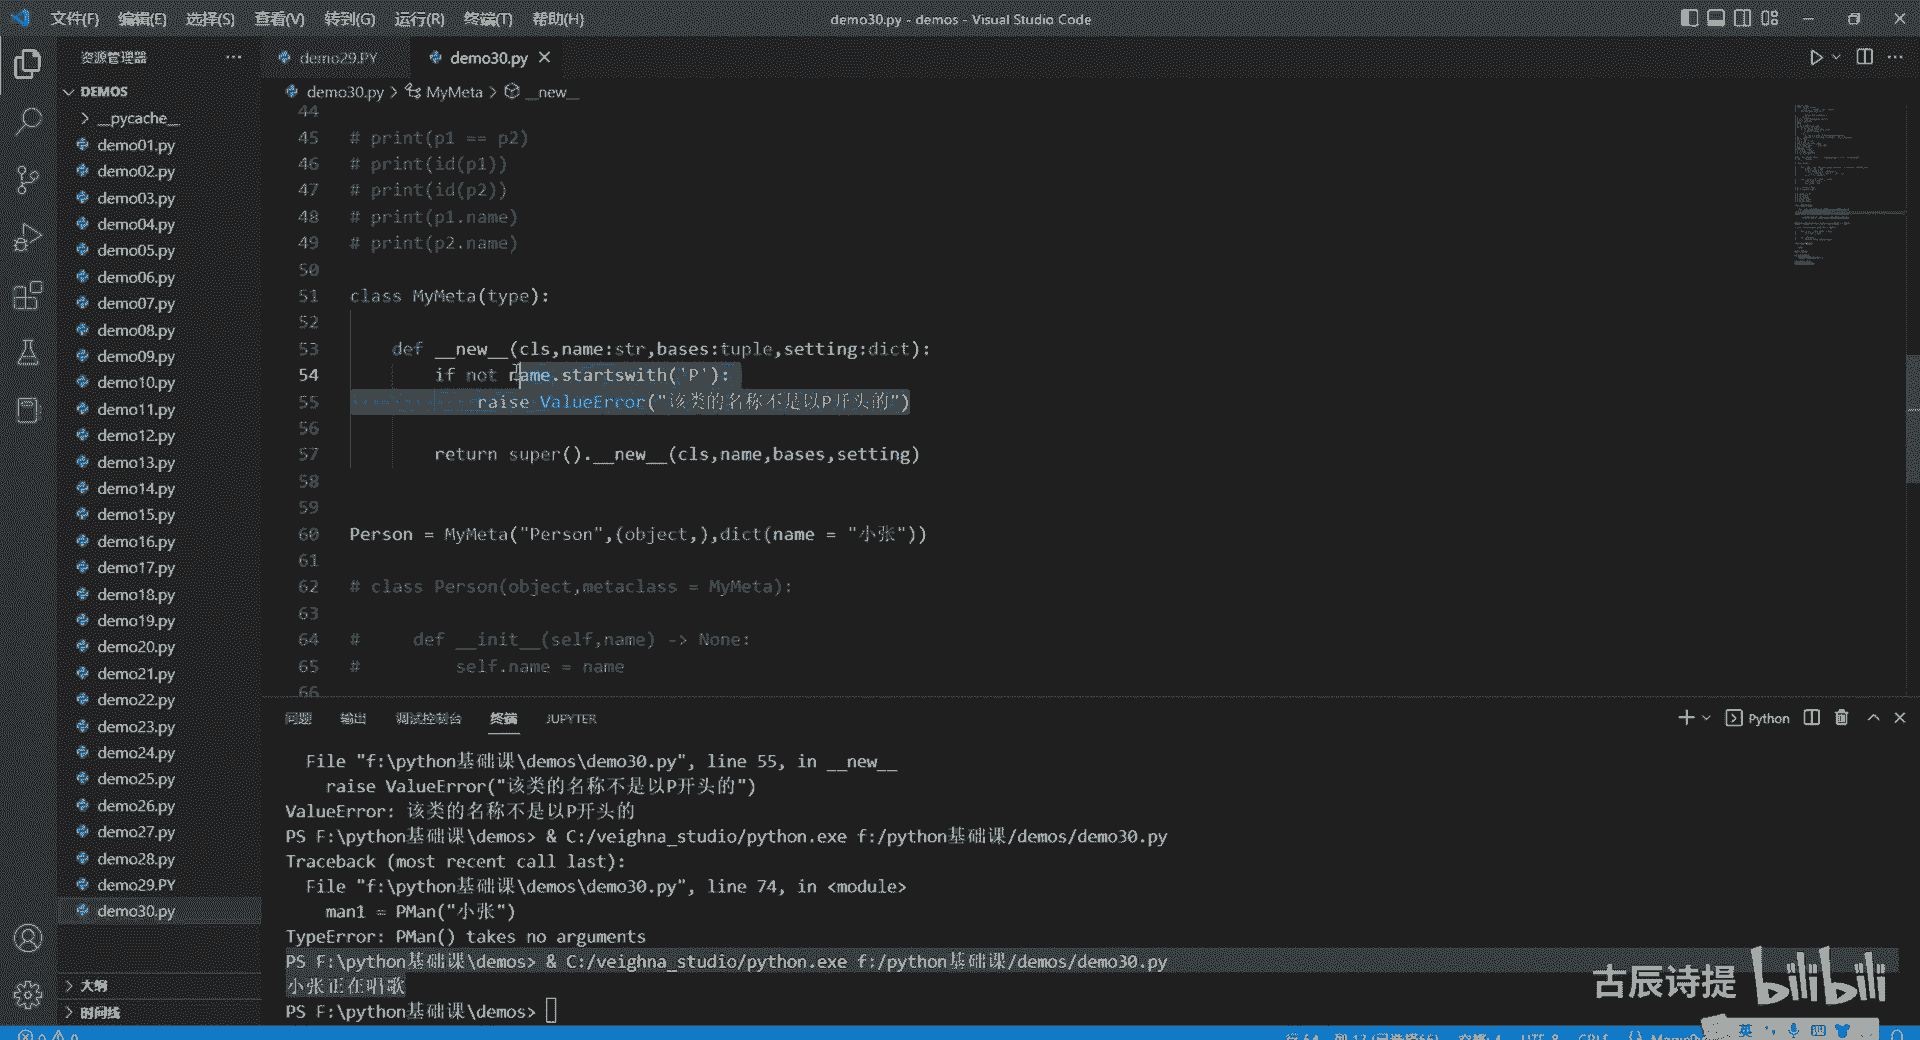 文件(F) 编辑(E) 选择(S) 查看(V) 转到(G) 运行(R) 终端(T) 帮助(H)
demo30.py - demos - Visual Studio Code
资源管理器
demo29.PY
demo30.py
DEMOS
demo30.py > MyMeta > __new__
__pycache__
demo01.py
demo02.py
demo03.py
demo04.py
demo05.py
demo06.py
demo07.py
demo08.py
demo09.py
demo10.py
demo11.py
demo12.py
demo13.py
demo14.py
demo15.py
demo16.py
demo17.py
demo18.py
demo19.py
demo20.py
demo21.py
demo22.py
demo23.py
demo24.py
demo25.py
demo26.py
demo27.py
demo28.py
demo29.PY
demo30.py
大纲
时间线
44
45 # print(p1 == p2)
46 # print(id(p1))
47 # print(id(p2))
48 # print(p1.name)
49 # print(p2.name)
50
51 class MyMeta(type):
52
53 def __new__(cls,name:str,bases:tuple,setting:dict):
54 if not name.startswith('P'):
55 raise ValueError("该类的名称不是以P开头的")
56
57 return super().__new__(cls,name,bases,setting)
58
59
60 Person = MyMeta("Person",(object,),dict(name = "小张"))
61
62 # class Person(object,metaclass = MyMeta):
63
64 # def __init__(self,name) -> None:
65 # self.name = name
66
问题 输出 调试控制台 终端 JUPYTER
Python
File "f:\python基础课\demos\demo30.py", line 55, in __new__
raise ValueError("该类的名称不是以P开头的")
ValueError: 该类的名称不是以P开头的
PS F:\python基础课\demos> & C:/veighna_studio/python.exe f:/python基础课/demos/demo30.py
Traceback (most recent call last):
File "f:\python基础课\demos\demo30.py", line 74, in <module>
man1 = PMan("小张")
TypeError: PMan() takes no arguments
PS F:\python基础课\demos> & C:/veighna_studio/python.exe f:/python基础课/demos/demo30.py
小张正在唱歌
PS F:\python基础课\demos>
古辰诗提 bilibili
英